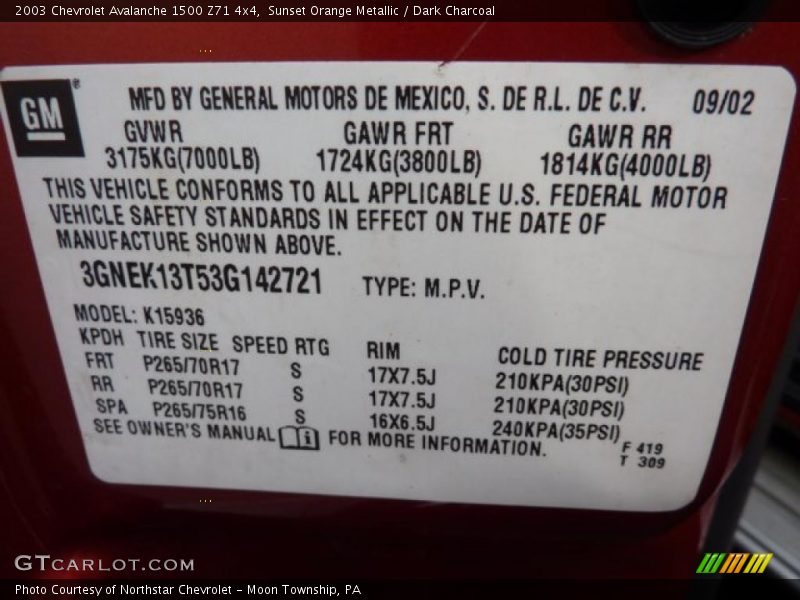 2003 Chevrolet Avalanche 1500 Z71 4x4,  Sunset Orange Metallic / Dark Charcoal
GM®
MFD BY GENERAL MOTORS DE MEXICO, S. DE R.L. DE C.V. 09/02
GVWR GAWR FRT GAWR RR
3175KG(7000LB) 1724KG(3800LB) 1814KG(4000LB)
THIS VEHICLE CONFORMS TO ALL APPLICABLE U.S. FEDERAL MOTOR
VEHICLE SAFETY STANDARDS IN EFFECT ON THE DATE OF
MANUFACTURE SHOWN ABOVE.
3GNEK13T53G142721 TYPE: M.P.V.
MODEL: K15936
KPDH TIRE SIZE SPEED RTG RIM COLD TIRE PRESSURE
FRT P265/70R17 S 17X7.5J 210KPA(30PSI)
RR P265/70R17 S 17X7.5J 210KPA(30PSI)
SPA P265/75R16 S 16X6.5J 240KPA(35PSI)
SEE OWNER'S MANUAL i FOR MORE INFORMATION.
F 419
T 309
GTCARLOT.COM
Photo Courtesy of Northstar Chevrolet - Moon Township, PA